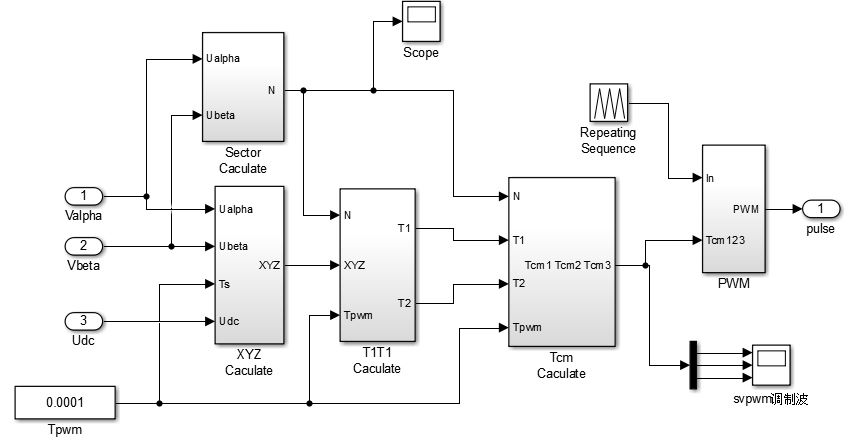 Scope
Ualpha
N
Ubeta
Sector
Caculate
Repeating
Sequence
1
Valpha
2
Vbeta
3
Udc
0.0001
Tpwm
Ualpha
Ubeta
XYZ
Ts
Udc
XYZ
Caculate
N
T1
XYZ
T2
Tpwm
T1T1
Caculate
N
T1
Tcm1 Tcm2 Tcm3
T2
Tpwm
Tcm
Caculate
In
PWM
Tcm123
PWM
1
pulse
svpwm调制波